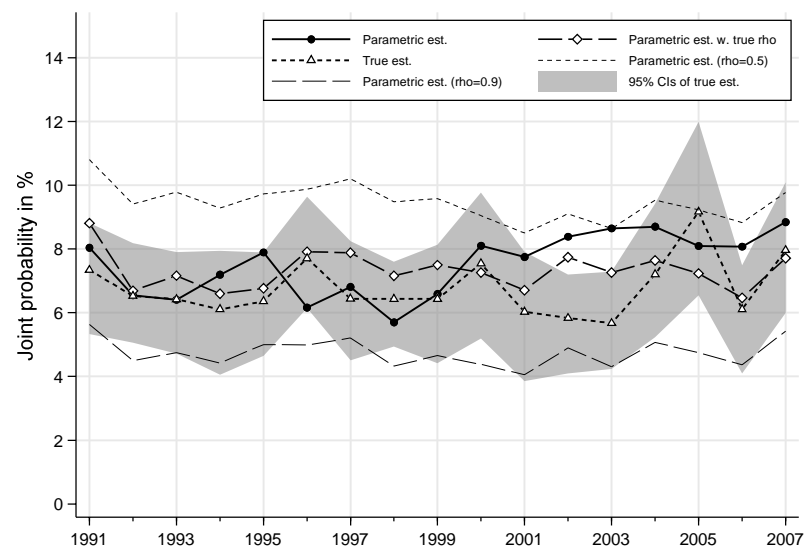 Parametric est.
Parametric est. w. true rho
True est.
Parametric est. (rho=0.5)
Parametric est. (rho=0.9)
95% CIs of true est.
Joint probability in %
14
12
10
8
6
4
2
0
1991 1993 1995 1997 1999 2001 2003 2005 2007